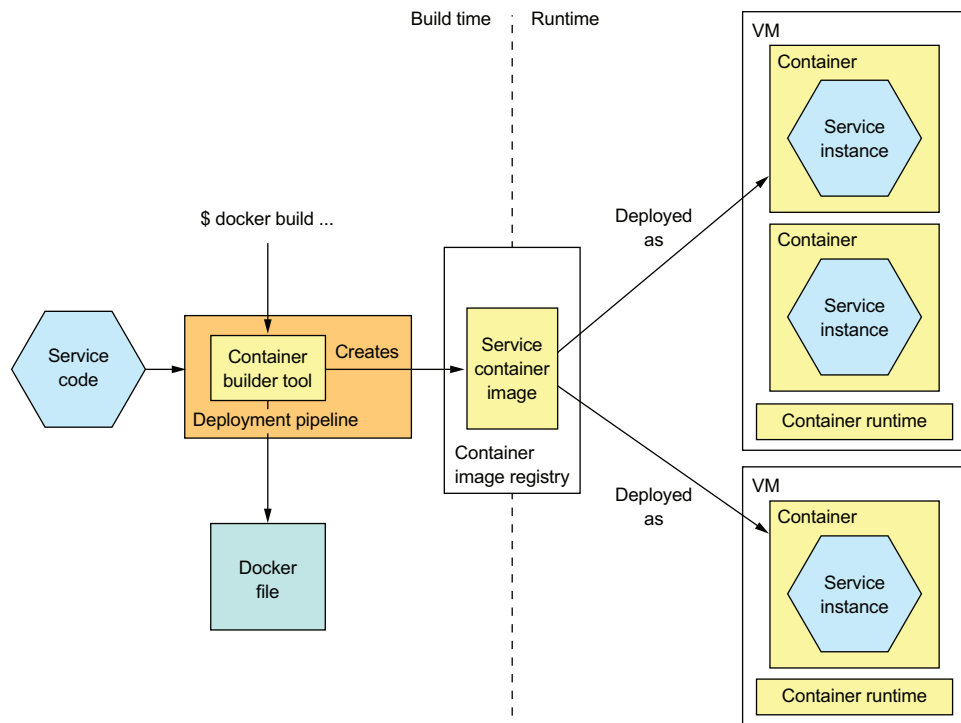 Build time
Runtime
VM
Container
Service
instance
Container
Service
instance
Container runtime
$ docker build ...
Deployed
as
Service
code
Container
builder tool
Creates
Deployment pipeline
Service
container
image
Container
image registry
Docker
file
Deployed
as
VM
Container
Service
instance
Container runtime